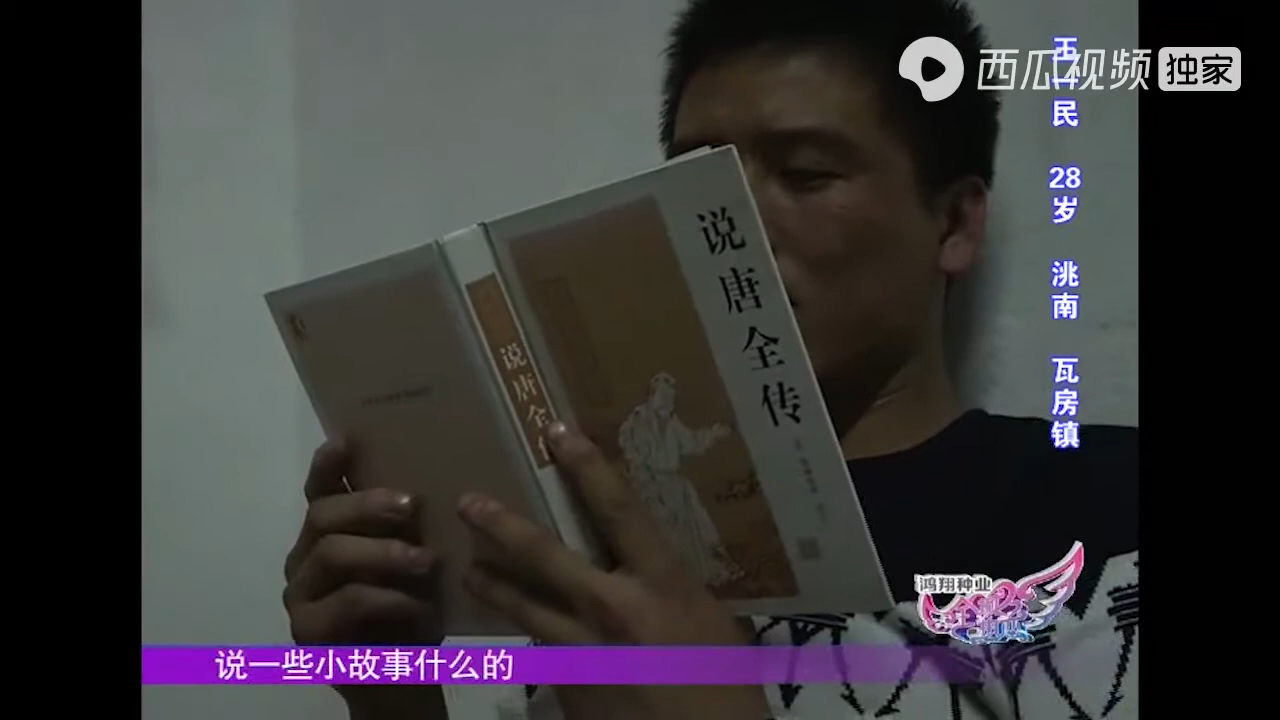 西瓜视频 独家
28岁 洮南 瓦房镇
说唐全传
说唐全传
鸿翔种业
说一些小故事什么的